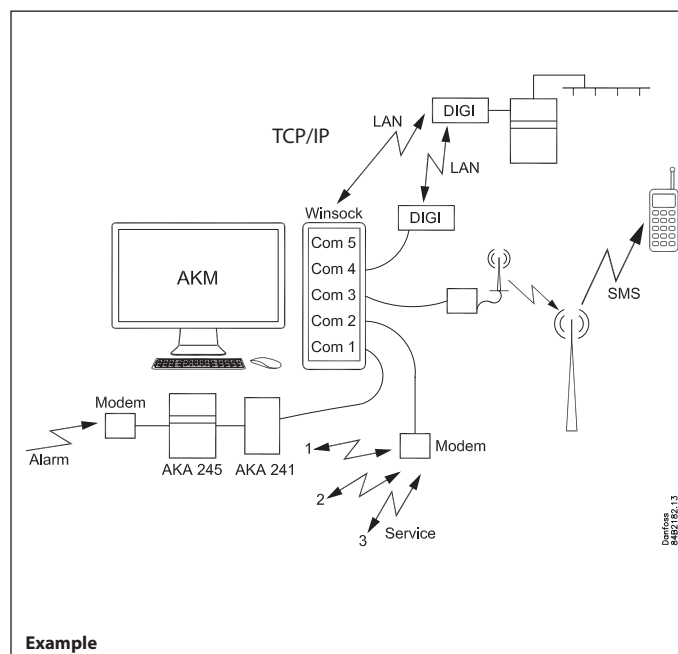 DIGI
LAN
TCP/IP
LAN
Winsock
DIGI
Com 5
Com 4
AKM
Com 3
SMS
Com 2
Com 1
Modem
1
Modem
Alarm
AKA 245
AKA 241
2
3
Service
Danfoss
84B2182.13
Example